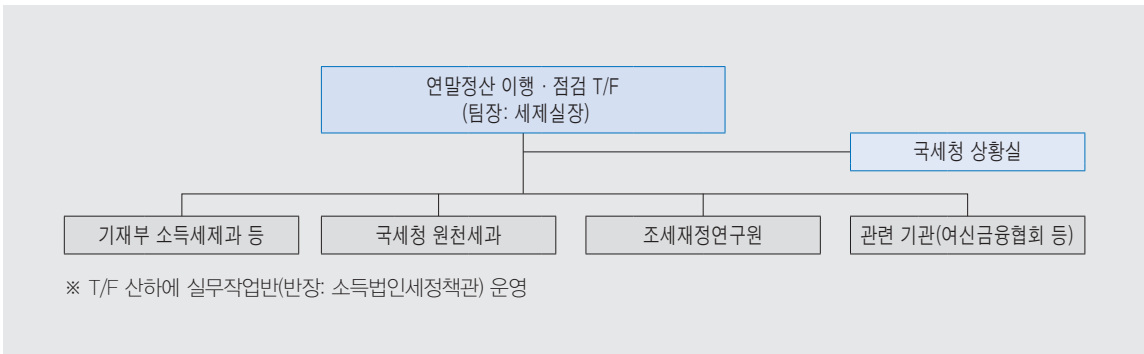 연말정산 이행 · 점검 T/F
(팀장: 세제실장)
국세청 상황실
기재부 소득세제과 등
국세청 원천세과
조세재정연구원
관련 기관(여신금융협회 등)
※ T/F 산하에 실무작업반(반장: 소득법인세정책관) 운영